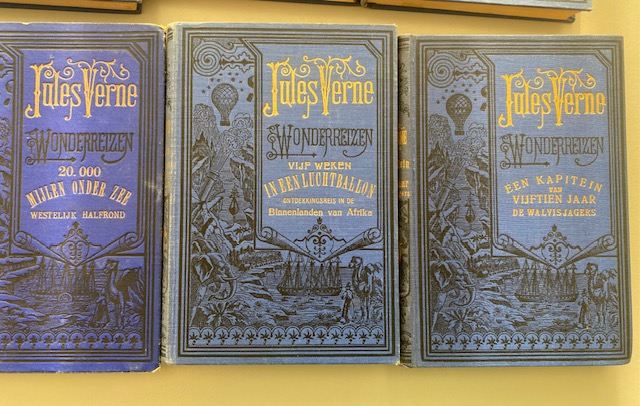 Jules Verne
Wonderreizen
20.000
MIJLEN ONDER ZEE
WESTELIJK HALFROND
Jules Verne
Wonderreizen
VIJF WEKEN
IN EEN LUCHTBALLON
ONTDEKKINGSREIS IN DE
Binnenlanden van Afrika
Jules Verne
Wonderreizen
EEN KAPITEIN
VAN
VIJFTIEN JAAR
DE WALVISJAGERS